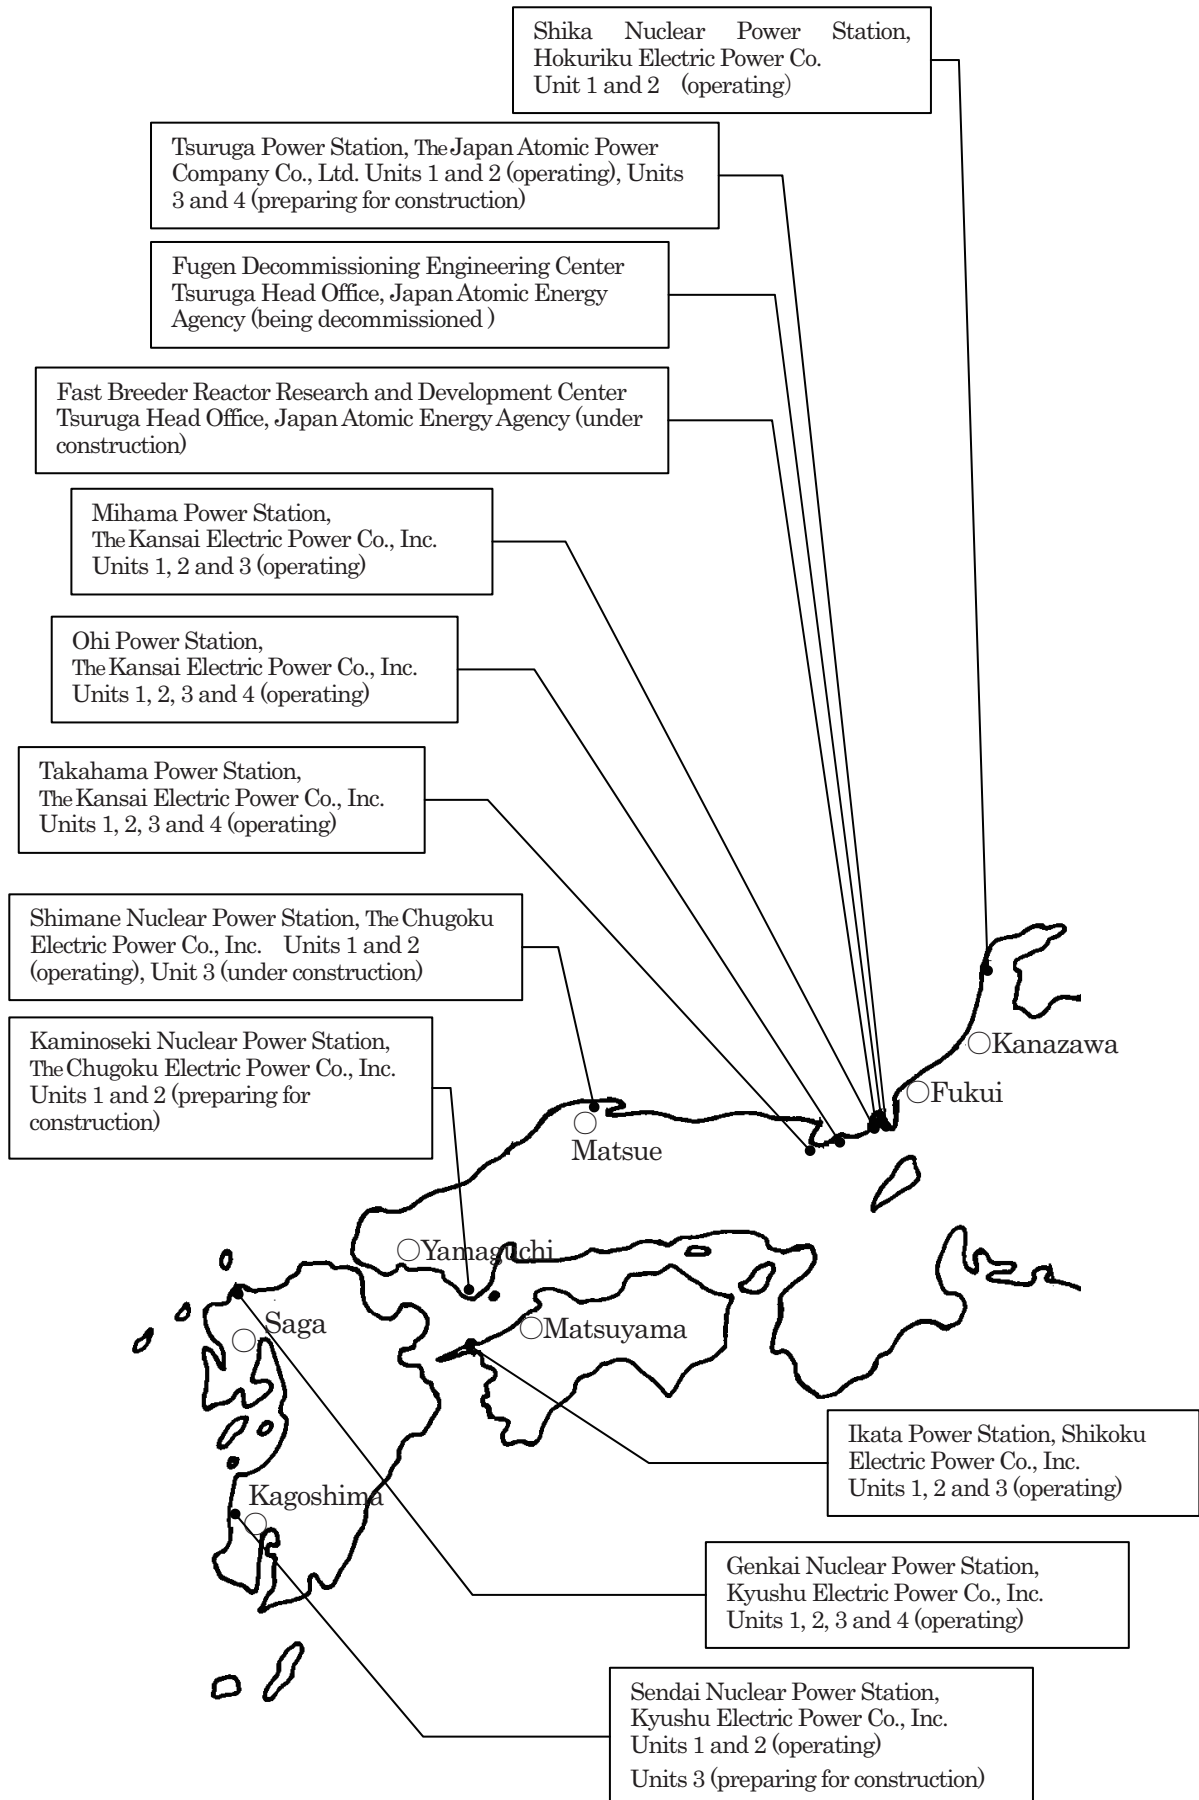 Shika Nuclear Power Station,
Hokuriku Electric Power Co.
Unit 1 and 2 (operating)
Tsuruga Power Station, The Japan Atomic Power
Company Co., Ltd. Units 1 and 2 (operating), Units
3 and 4 (preparing for construction)
Fugen Decommissioning Engineering Center
Tsuruga Head Office, Japan Atomic Energy
Agency (being decommissioned )
Fast Breeder Reactor Research and Development Center
Tsuruga Head Office, Japan Atomic Energy Agency (under
construction)
Mihama Power Station,
The Kansai Electric Power Co., Inc.
Units 1, 2 and 3 (operating)
Ohi Power Station,
The Kansai Electric Power Co., Inc.
Units 1, 2, 3 and 4 (operating)
Takahama Power Station,
The Kansai Electric Power Co., Inc.
Units 1, 2, 3 and 4 (operating)
Shimane Nuclear Power Station, The Chugoku
Electric Power Co., Inc. Units 1 and 2
(operating), Unit 3 (under construction)
Kaminoseki Nuclear Power Station,
The Chugoku Electric Power Co., Inc.
Units 1 and 2 (preparing for
construction)
Kanazawa
Fukui
Matsue
Yamaguchi
Saga
Matsuyama
Kagoshima
Ikata Power Station, Shikoku
Electric Power Co., Inc.
Units 1, 2 and 3 (operating)
Genkai Nuclear Power Station,
Kyushu Electric Power Co., Inc.
Units 1, 2, 3 and 4 (operating)
Sendai Nuclear Power Station,
Kyushu Electric Power Co., Inc.
Units 1 and 2 (operating)
Units 3 (preparing for construction)